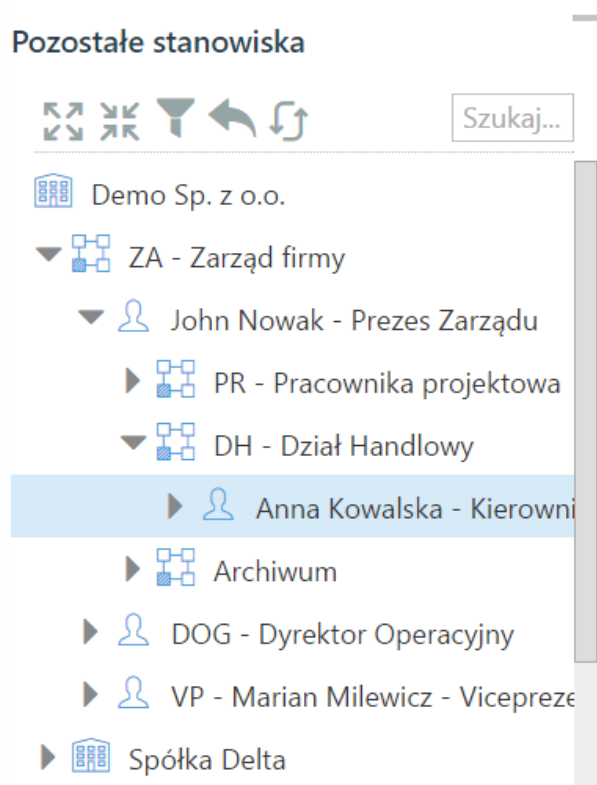 Pozostałe stanowiska
Szukaj...
Demo Sp. z o.o.
ZA - Zarząd firmy
John Nowak - Prezes Zarządu
PR - Pracownika projektowa
DH - Dział Handlowy
Anna Kowalska - Kierowni
Archiwum
DOG - Dyrektor Operacyjny
VP - Marian Milewicz - Vicepreze
Spółka Delta